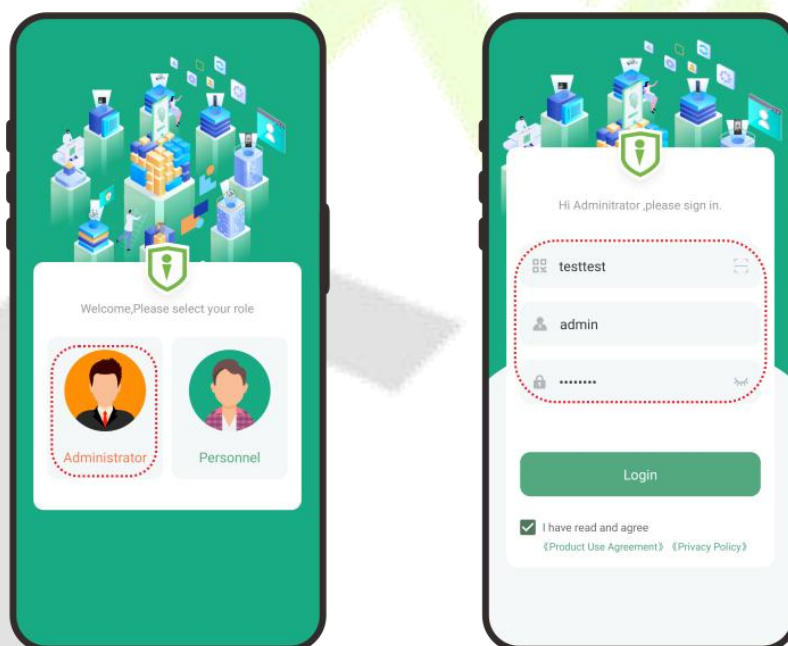 Welcome,Please select your role
Administrator
Personnel
Hi Adminitrator ,please sign in.
testtest
admin
••••••••
Login
I have read and agree
《Product Use Agreement》 《Privacy Policy》